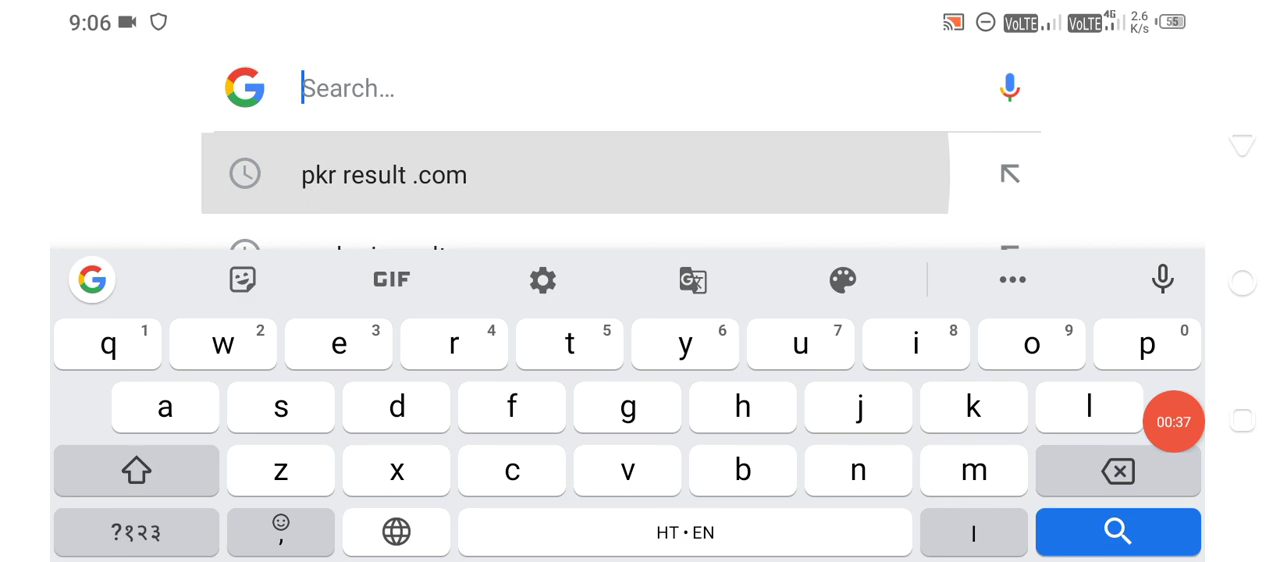 9:06
VoLTE VoLTE 4G 2.6 K/s 55
Search...
pkr result .com
GIF
q 1 w 2 e 3 r 4 t 5 y 6 u 7 i 8 o 9 p 0
a s d f g h j k l
00:37
z x c v b n m
?१२३ , HT • EN ।